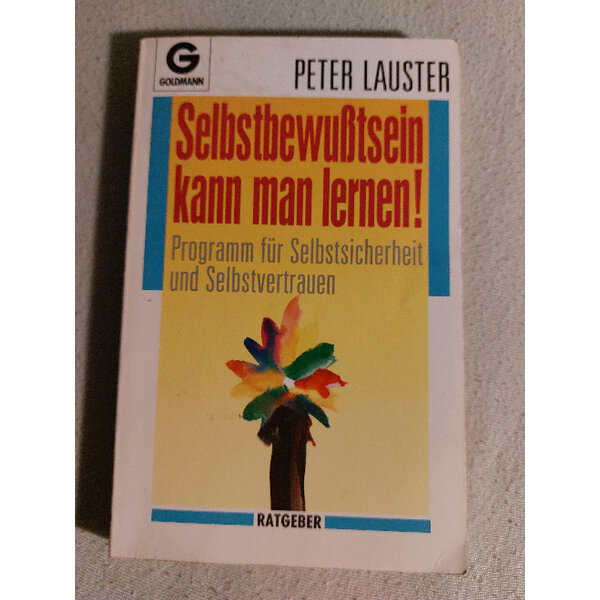 G
GOLDMANN
PETER LAUSTER
Selbstbewußtsein
kann man lernen!
Programm für Selbstsicherheit
und Selbstvertrauen
RATGEBER